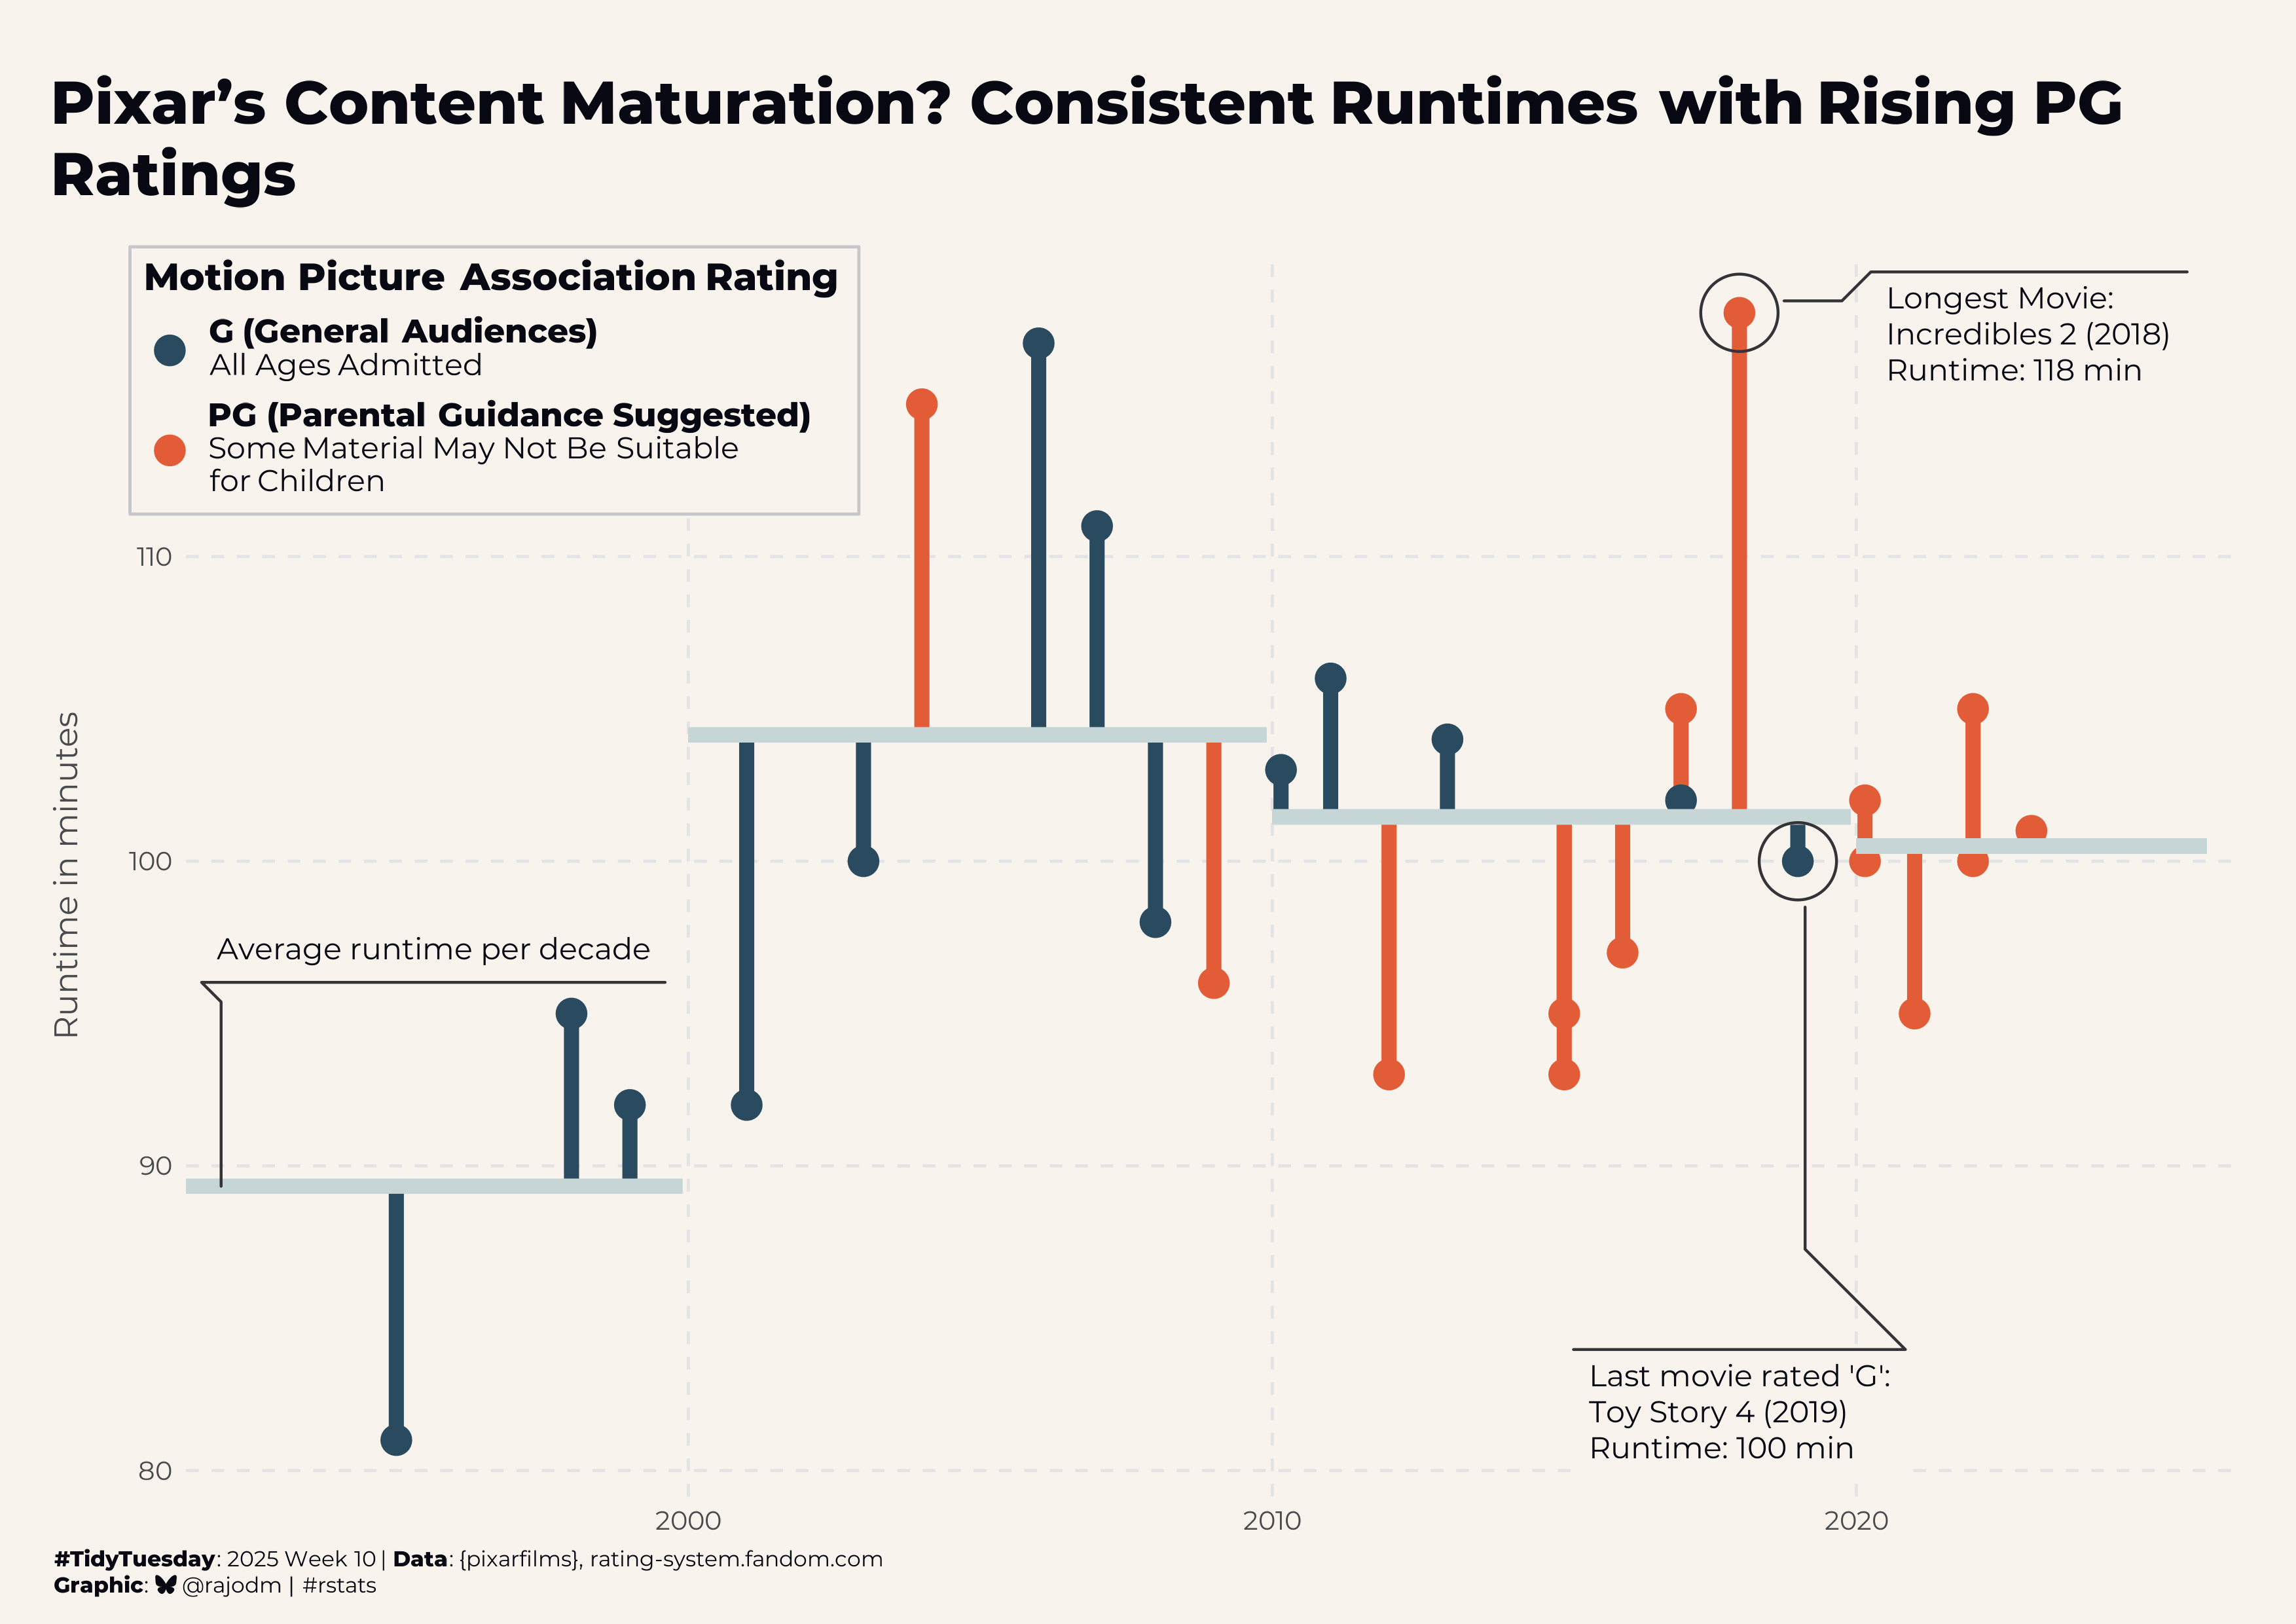 Pixar’s Content Maturation? Consistent Runtimes with Rising PG
Ratings
Motion Picture Association Rating
G (General Audiences)
All Ages Admitted
PG (Parental Guidance Suggested)
Some Material May Not Be Suitable
for Children
Longest Movie:
Incredibles 2 (2018)
Runtime: 118 min
110
100
90
80
Runtime in minutes
Average runtime per decade
Last movie rated 'G':
Toy Story 4 (2019)
Runtime: 100 min
2000
2010
2020
#TidyTuesday: 2025 Week 10 | Data: {pixarfilms}, rating-system.fandom.com
Graphic: @rajodm | #rstats